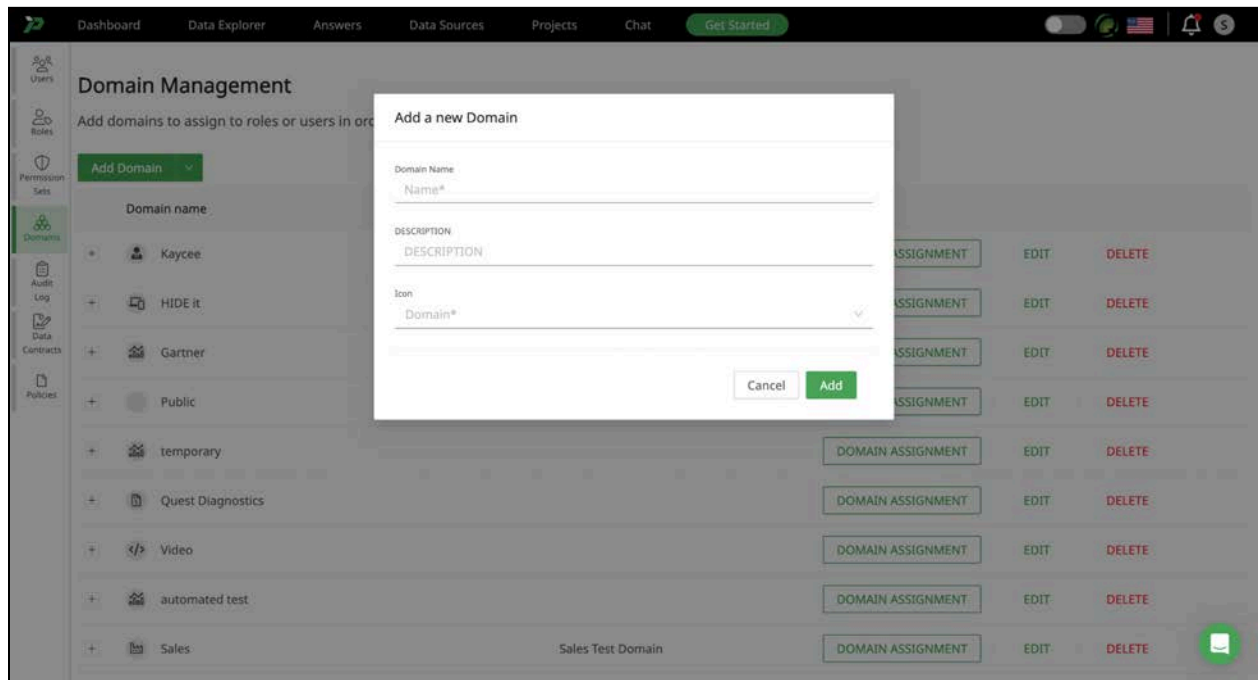 Dashboard Data Explorer Answers Data Sources Projects Chat Get Started S
Users
Roles
Permission
Sets
Domains
Audit
Log
Data
Contracts
Policies
Domain Management
Add domains to assign to roles or users in orc
Add Domain
Domain name
Kaycee SSIGNMENT EDIT DELETE
HIDE it SSIGNMENT EDIT DELETE
Gartner SSIGNMENT EDIT DELETE
Public SSIGNMENT EDIT DELETE
temporary DOMAIN ASSIGNMENT EDIT DELETE
Quest Diagnostics DOMAIN ASSIGNMENT EDIT DELETE
Video DOMAIN ASSIGNMENT EDIT DELETE
automated test DOMAIN ASSIGNMENT EDIT DELETE
Sales Sales Test Domain DOMAIN ASSIGNMENT EDIT DELETE
Add a new Domain
Domain Name
Name*
DESCRIPTION
DESCRIPTION
Icon
Domain*
Cancel Add